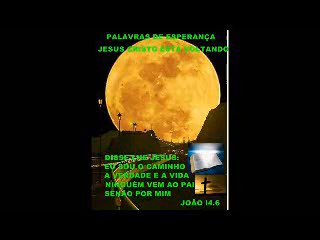 PALAVRAS DE ESPERANÇA
JESUS CRISTO ESTÁ VOLTANDO
DISSE-LHE JESUS:
EU SOU O CAMINHO
A VERDADE E A VIDA
NINGUÉM VEM AO PAI
SENÃO POR MIM
JOÃO 14.6